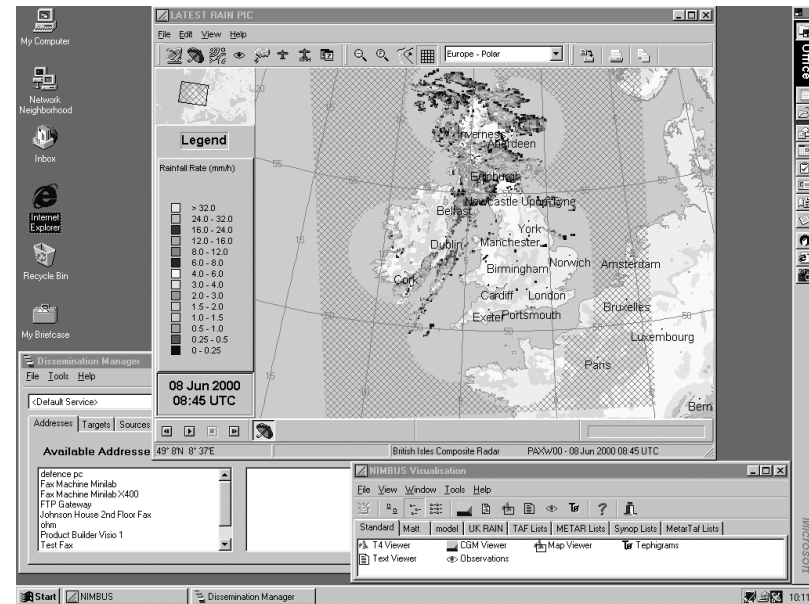 My Computer
Network Neighborhood
Inbox
Internet Explorer
Recycle Bin
My Briefcase
LATEST RAIN PIC
File Edit View Help
Europe - Polar
Legend
Rainfall Rate (mm/h)
> 32.0
24.0 - 32.0
16.0 - 24.0
12.0 - 16.0
8.0 - 12.0
6.0 - 8.0
4.0 - 6.0
3.0 - 4.0
2.0 - 3.0
1.5 - 2.0
1.0 - 1.5
0.5 - 1.0
0.25 - 0.5
0 - 0.25
08 Jun 2000
08:45 UTC
Inverness
Aberdeen
Edinburgh
Newcastle Upon Tyne
Belfast
York
Dublin
Manchester
Birmingham
Norwich
Amsterdam
Cork
Cardiff
London
Bruxelles
Exeter
Portsmouth
Luxembourg
Paris
Bern
49° 8'N 8° 37'E British Isles Composite Radar PAXW00 - 08 Jun 2000 08:45 UTC
Dissemination Manager
File Tools Help
<Default Service>
Addresses Targets Sources
Available Addresse
defence pc
Fax Machine Minilab
Fax Machine Minilab X400
FTP Gateway
Johnson House 2nd Floor Fax
ohm
Product Builder Visio 1
Test Fax
NIMBUS Visualisation
File View Window Tools Help
Standard Matt model UK RAIN TAF Lists METAR Lists Synop Lists MetarTaf Lists
T4 Viewer CGM Viewer Map Viewer Tephigrams
Text Viewer Observations
Office
Microsoft
Start NIMBUS Dissemination Manager 10:11